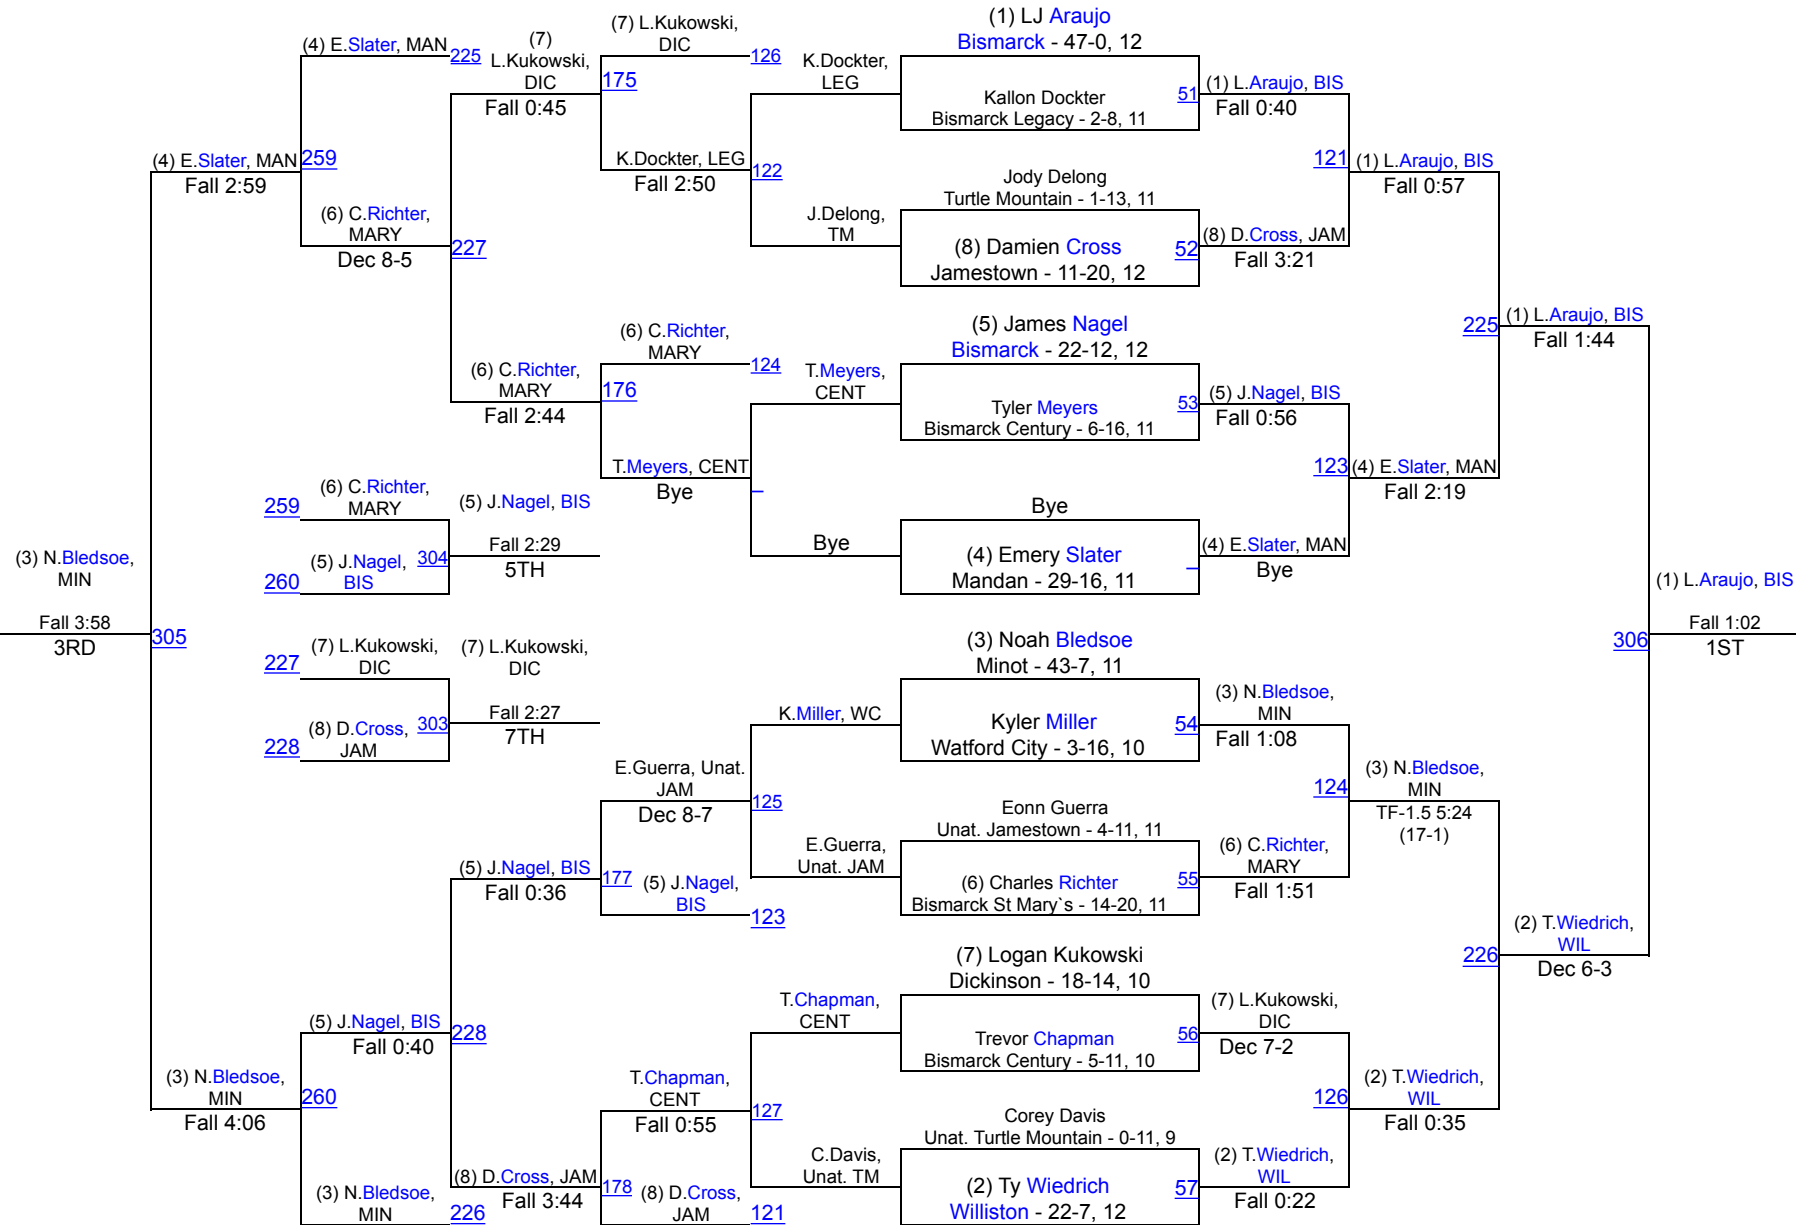 (1) LJ Araujo
Bismarck - 47-0, 12
Kallon Dockter
Bismarck Legacy - 2-8, 11
51
Jody Delong
Turtle Mountain - 1-13, 11
(8) Damien Cross
Jamestown - 11-20, 12
52
(5) James Nagel
Bismarck - 22-12, 12
Tyler Meyers
Bismarck Century - 6-16, 11
53
Bye
(4) Emery Slater
Mandan - 29-16, 11
(3) Noah Bledsoe
Minot - 43-7, 11
Kyler Miller
Watford City - 3-16, 10
54
Eonn Guerra
Unat. Jamestown - 4-11, 11
(6) Charles Richter
Bismarck St Mary`s - 14-20, 11
55
(7) Logan Kukowski
Dickinson - 18-14, 10
Trevor Chapman
Bismarck Century - 5-11, 10
56
Corey Davis
Unat. Turtle Mountain - 0-11, 9
(2) Ty Wiedrich
Williston - 22-7, 12
57
(1) L.Araujo, BIS
Fall 0:40
121
(8) D.Cross, JAM
Fall 3:21
(5) J.Nagel, BIS
Fall 0:56
123
(4) E.Slater, MAN
Bye
(3) N.Bledsoe,
MIN
Fall 1:08
124
(6) C.Richter,
MARY
Fall 1:51
(7) L.Kukowski,
DIC
Dec 7-2
126
(2) T.Wiedrich,
WIL
Fall 0:22
(1) L.Araujo, BIS
Fall 0:57
225
(4) E.Slater, MAN
Fall 2:19
(3) N.Bledsoe,
MIN
TF-1.5 5:24
(17-1)
226
(2) T.Wiedrich,
WIL
Fall 0:35
(1) L.Araujo, BIS
Fall 1:44
306
(2) T.Wiedrich,
WIL
Dec 6-3
(1) L.Araujo, BIS
Fall 1:02
1ST
K.Dockter,
LEG
122
J.Delong,
TM
T.Meyers,
CENT
Bye
K.Miller, WC
125
E.Guerra,
Unat. JAM
T.Chapman,
CENT
127
C.Davis,
Unat. TM
(7) L.Kukowski,
DIC
126
175
K.Dockter, LEG
Fall 2:50
(6) C.Richter,
MARY
124
176
T.Meyers, CENT
Bye
E.Guerra, Unat.
JAM
Dec 8-7
177
(5) J.Nagel,
BIS
123
T.Chapman,
CENT
Fall 0:55
178
(8) D.Cross,
JAM
121
(7)
L.Kukowski,
DIC
Fall 0:45
227
(6) C.Richter,
MARY
Fall 2:44
(5) J.Nagel, BIS
Fall 0:36
228
(8) D.Cross, JAM
Fall 3:44
(4) E.Slater, MAN
225
259
(6) C.Richter,
MARY
Dec 8-5
(5) J.Nagel, BIS
Fall 0:40
260
(3) N.Bledsoe,
MIN
226
(4) E.Slater, MAN
Fall 2:59
305
(3) N.Bledsoe,
MIN
Fall 4:06
(3) N.Bledsoe,
MIN
Fall 3:58
3RD
259
(6) C.Richter,
MARY
260
(5) J.Nagel,
BIS
304
(5) J.Nagel, BIS
Fall 2:29
5TH
227
(7) L.Kukowski,
DIC
228
(8) D.Cross,
JAM
303
(7) L.Kukowski,
DIC
Fall 2:27
7TH